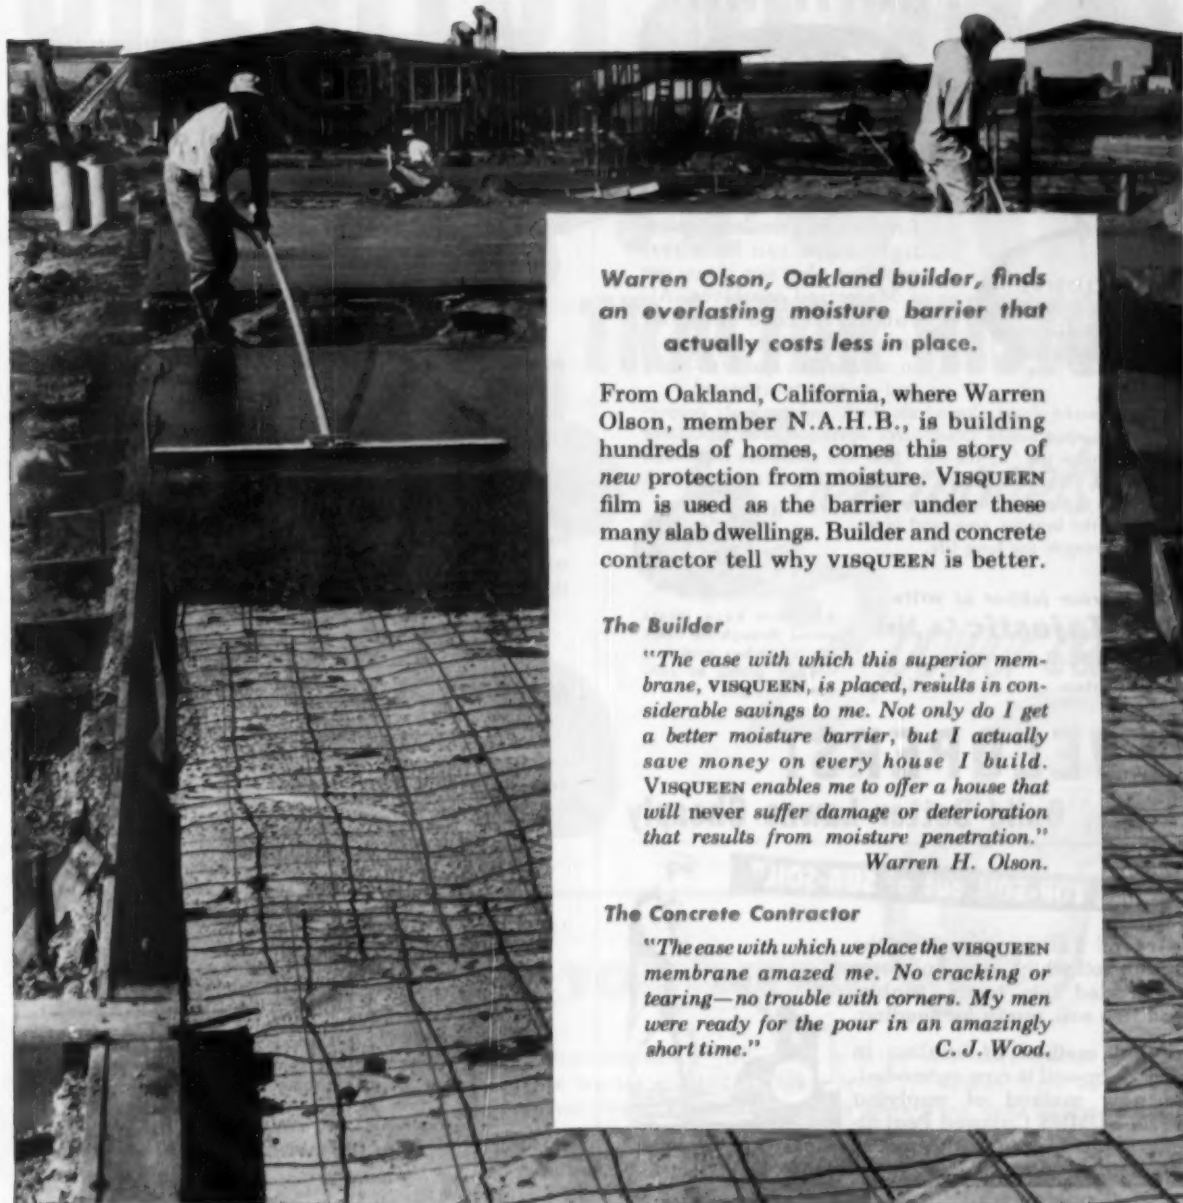 Warren Olson, Oakland builder, finds
an everlasting moisture barrier that
actually costs less in place.
From Oakland, California, where Warren
Olson, member N.A.H.B., is building
hundreds of homes, comes this story of
new protection from moisture. VISQUEEN
film is used as the barrier under these
many slab dwellings. Builder and concrete
contractor tell why VISQUEEN is better.
The Builder
"The ease with which this superior mem-
brane, VISQUEEN, is placed, results in con-
siderable savings to me. Not only do I get
a better moisture barrier, but I actually
save money on every house I build.
VISQUEEN enables me to offer a house that
will never suffer damage or deterioration
that results from moisture penetration."
Warren H. Olson.
The Concrete Contractor
"The ease with which we place the VISQUEEN
membrane amazed me. No cracking or
tearing—no trouble with corners. My men
were ready for the pour in an amazingly
short time." C. J. Wood.